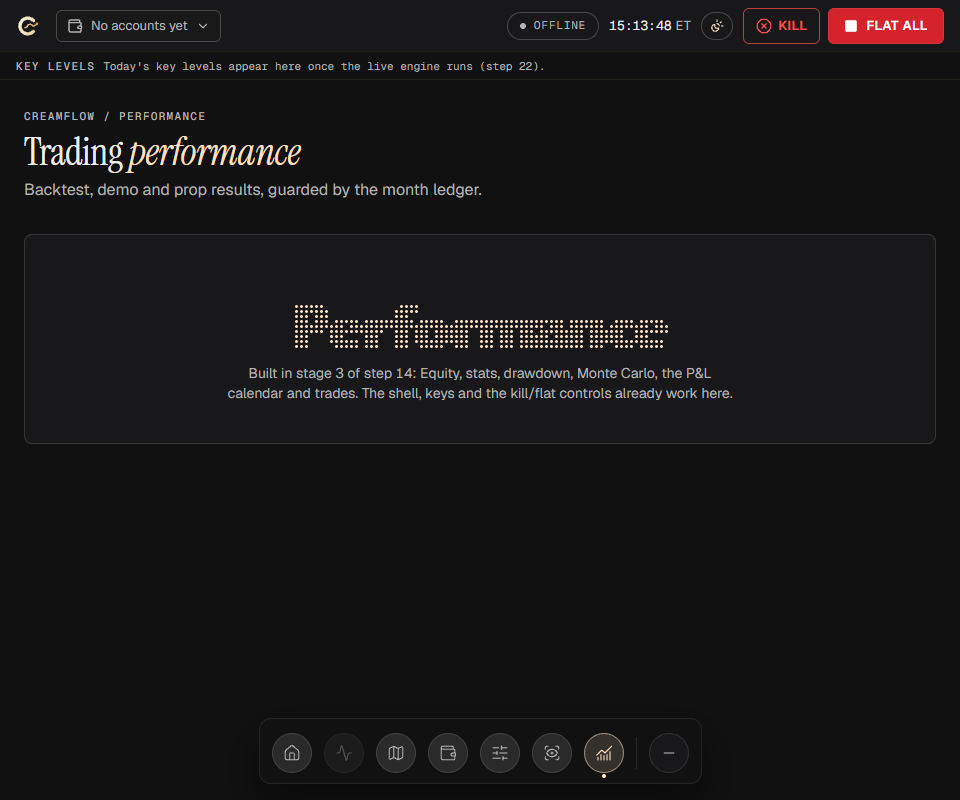 No accounts yet
OFFLINE
15:13:48 ET
KILL
FLAT ALL
KEY LEVELS Today's key levels appear here once the live engine runs (step 22).
CREAMFLOW / PERFORMANCE
Trading performance
Backtest, demo and prop results, guarded by the month ledger.
Performance
Built in stage 3 of step 14: Equity, stats, drawdown, Monte Carlo, the P&L
calendar and trades. The shell, keys and the kill/flat controls already work here.